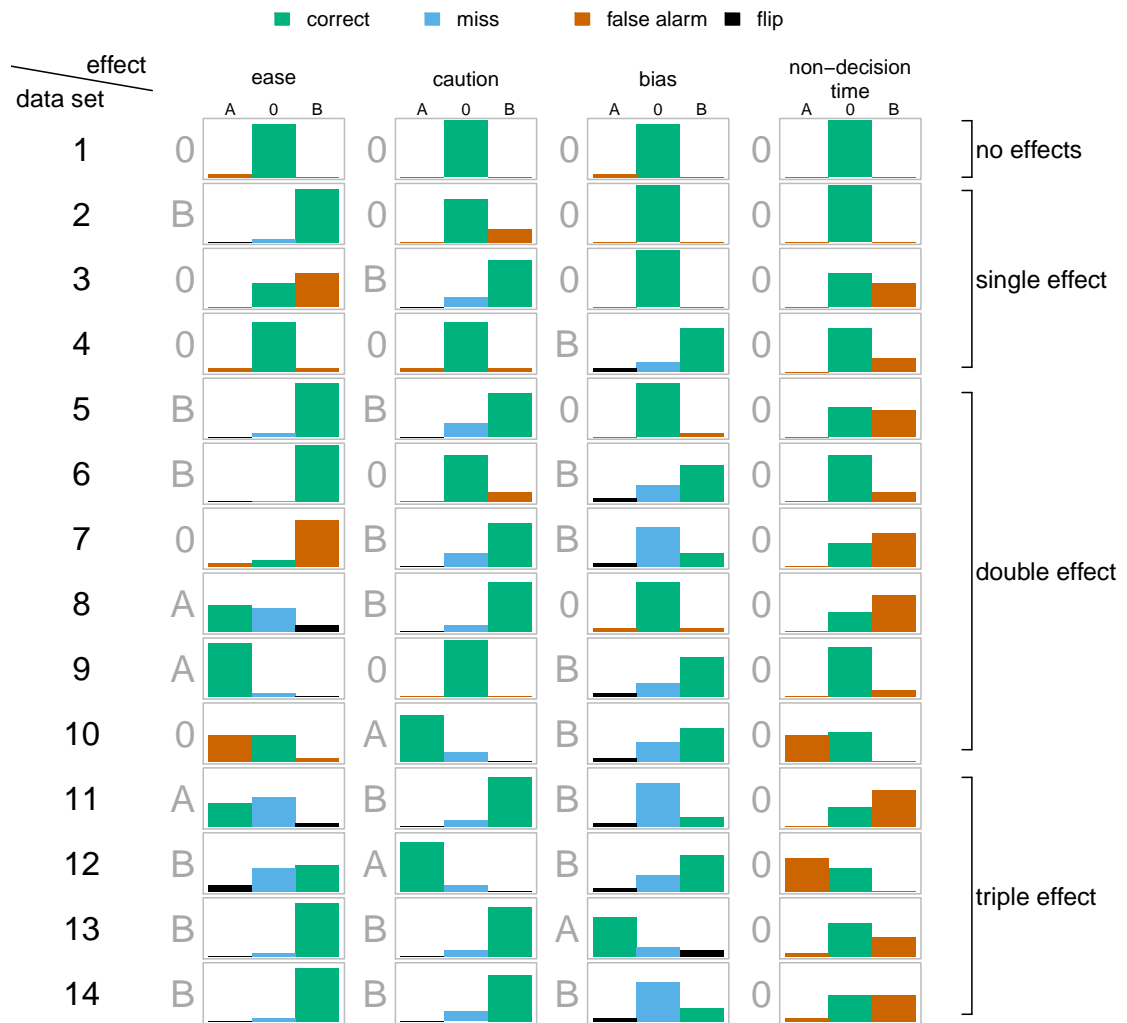 correct miss false alarm flip
effect
data set
ease caution bias non−decision time
A 0 B A 0 B A 0 B A 0 B
1 0 0 0 0 no effects
2 B 0 0 0
3 0 B 0 0 single effect
4 0 0 B 0
5 B B 0 0
6 B 0 B 0
7 0 B B 0 double effect
8 A B 0 0
9 A 0 B 0
10 0 A B 0
11 A B B 0
12 B A B 0 triple effect
13 B B A 0
14 B B B 0